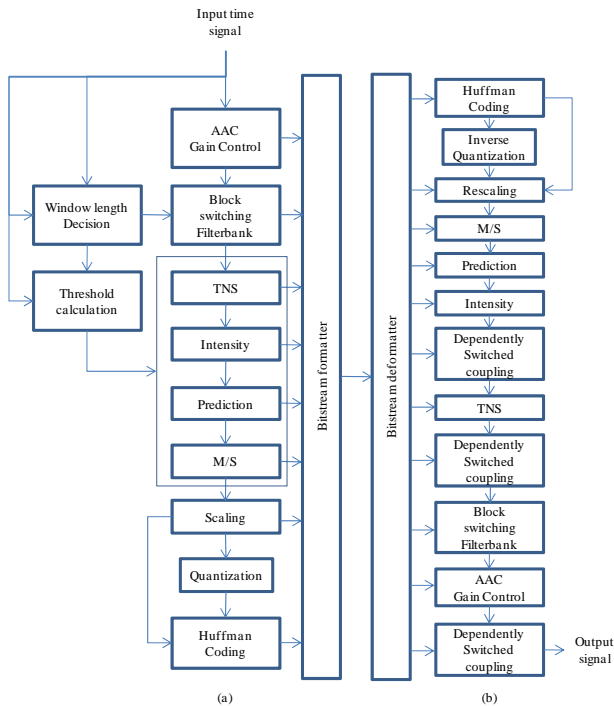 Input time
signal
AAC
Gain Control
Window length
Decision
Block
switching
Filterbank
Threshold
calculation
TNS
Intensity
Prediction
M/S
Scaling
Quantization
Huffman
Coding
(a)
Bitstream formatter
Bitstream deformatter
Huffman
Coding
Inverse
Quantization
Rescaling
M/S
Prediction
Intensity
Dependently
Switched
coupling
TNS
Dependently
Switched
coupling
Block
switching
Filterbank
AAC
Gain Control
Dependently
Switched
coupling
Output
signal
(b)